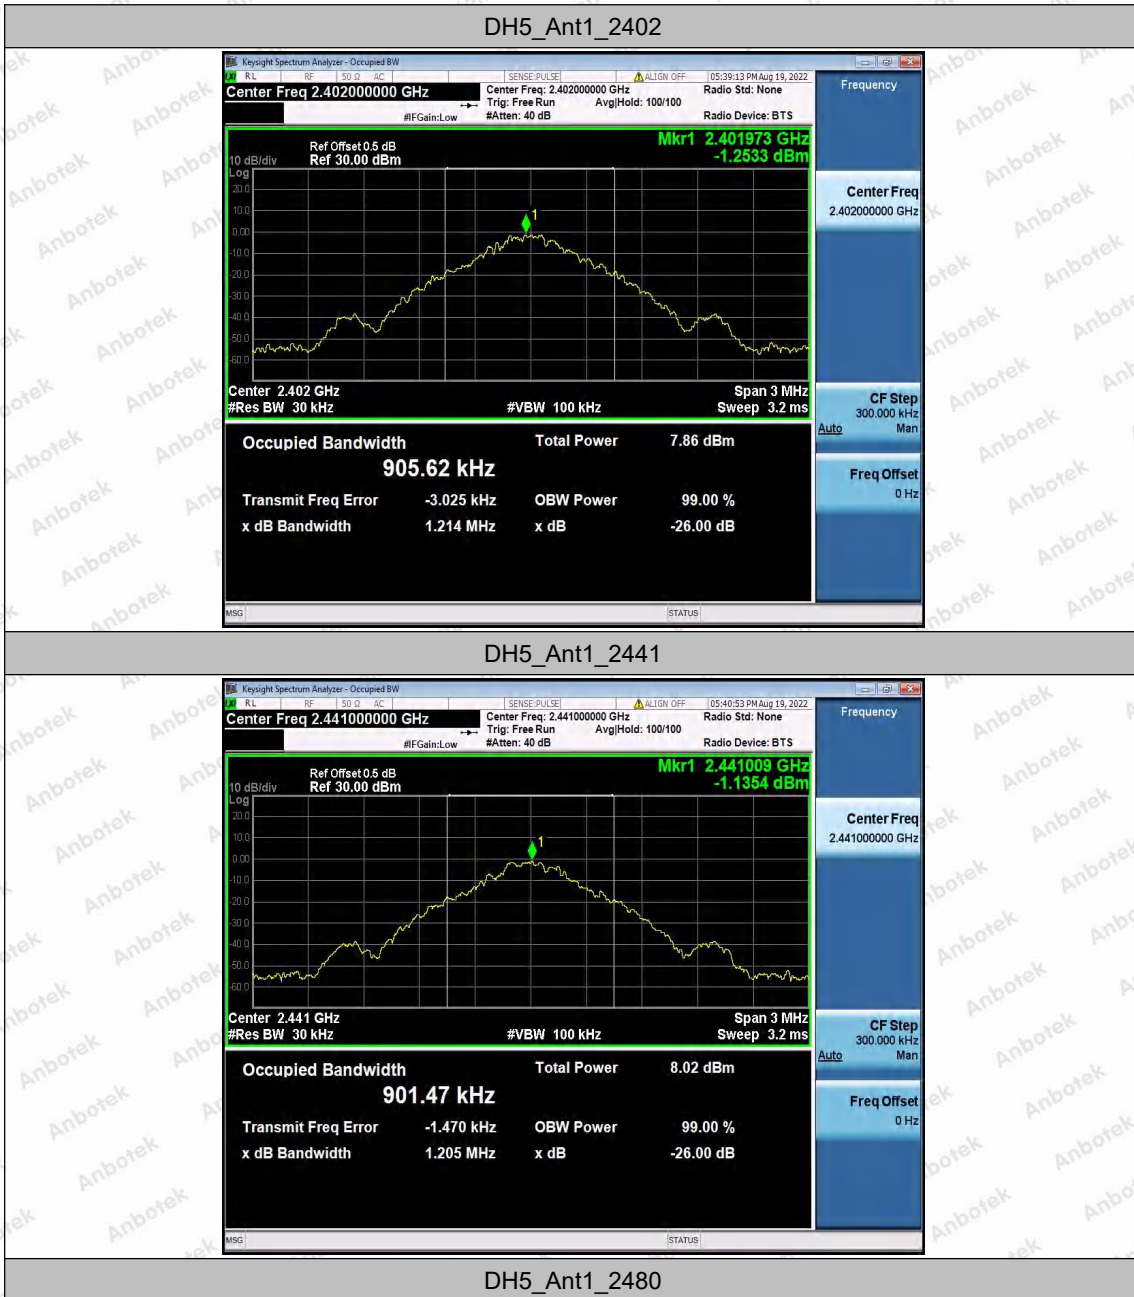 DH5_Ant1_2402
Keysight Spectrum Analyzer - Occupied BW
LXI RL RF 50 Ω AC SENSE:PULSE ALIGN OFF 05:39:13 PM Aug 19, 2022
Center Freq 2.402000000 GHz
Center Freq: 2.402000000 GHz Radio Std: None
Trig: Free Run Avg|Hold: 100/100
#IFGain:Low #Atten: 40 dB Radio Device: BTS
Frequency
Mkr1 2.401973 GHz
-1.2533 dBm
Ref Offset 0.5 dB
10 dB/div Ref 30.00 dBm
Log
20.0
10.0
0.00
-10.0
-20.0
-30.0
-40.0
-50.0
-60.0
1
Center Freq
2.402000000 GHz
Center 2.402 GHz Span 3 MHz
#Res BW 30 kHz #VBW 100 kHz Sweep 3.2 ms
CF Step
300.000 kHz
Auto Man
Occupied Bandwidth Total Power 7.86 dBm
905.62 kHz
Freq Offset
0 Hz
Transmit Freq Error -3.025 kHz OBW Power 99.00 %
x dB Bandwidth 1.214 MHz x dB -26.00 dB
MSG STATUS
DH5_Ant1_2441
Keysight Spectrum Analyzer - Occupied BW
LXI RL RF 50 Ω AC SENSE:PULSE ALIGN OFF 05:40:53 PM Aug 19, 2022
Center Freq 2.441000000 GHz
Center Freq: 2.441000000 GHz Radio Std: None
Trig: Free Run Avg|Hold: 100/100
#IFGain:Low #Atten: 40 dB Radio Device: BTS
Frequency
Mkr1 2.441009 GHz
-1.1354 dBm
Ref Offset 0.5 dB
10 dB/div Ref 30.00 dBm
Log
20.0
10.0
0.00
-10.0
-20.0
-30.0
-40.0
-50.0
-60.0
1
Center Freq
2.441000000 GHz
Center 2.441 GHz Span 3 MHz
#Res BW 30 kHz #VBW 100 kHz Sweep 3.2 ms
CF Step
300.000 kHz
Auto Man
Occupied Bandwidth Total Power 8.02 dBm
901.47 kHz
Freq Offset
0 Hz
Transmit Freq Error -1.470 kHz OBW Power 99.00 %
x dB Bandwidth 1.205 MHz x dB -26.00 dB
MSG STATUS
DH5_Ant1_2480
Anbotek